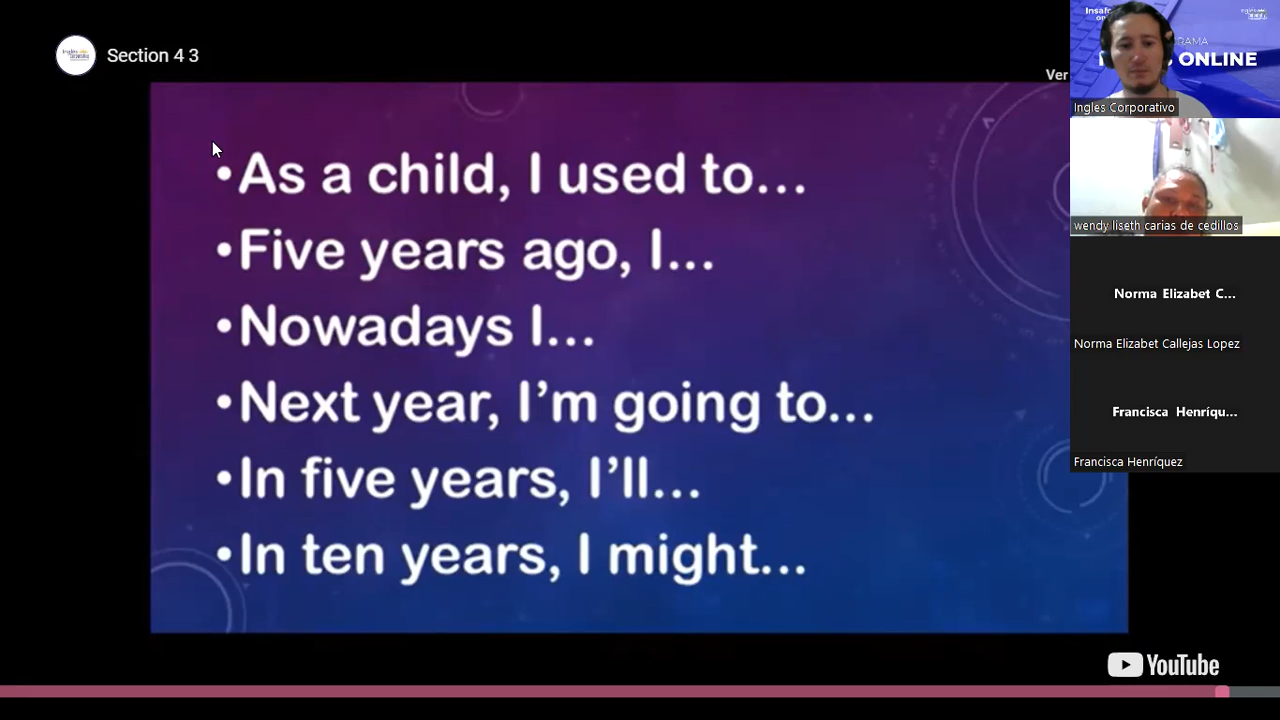 Section 4 3
Ver
•As a child, I used to...
•Five years ago, I...
•Nowadays I...
•Next year, I'm going to...
•In five years, I'll...
•In ten years, I might...
YouTube
ONLINE
Ingles Corporativo
wendy liseth carias de cedillos
Norma Elizabet C...
Norma Elizabet Callejas Lopez
Francisca Henríqu...
Francisca Henríquez